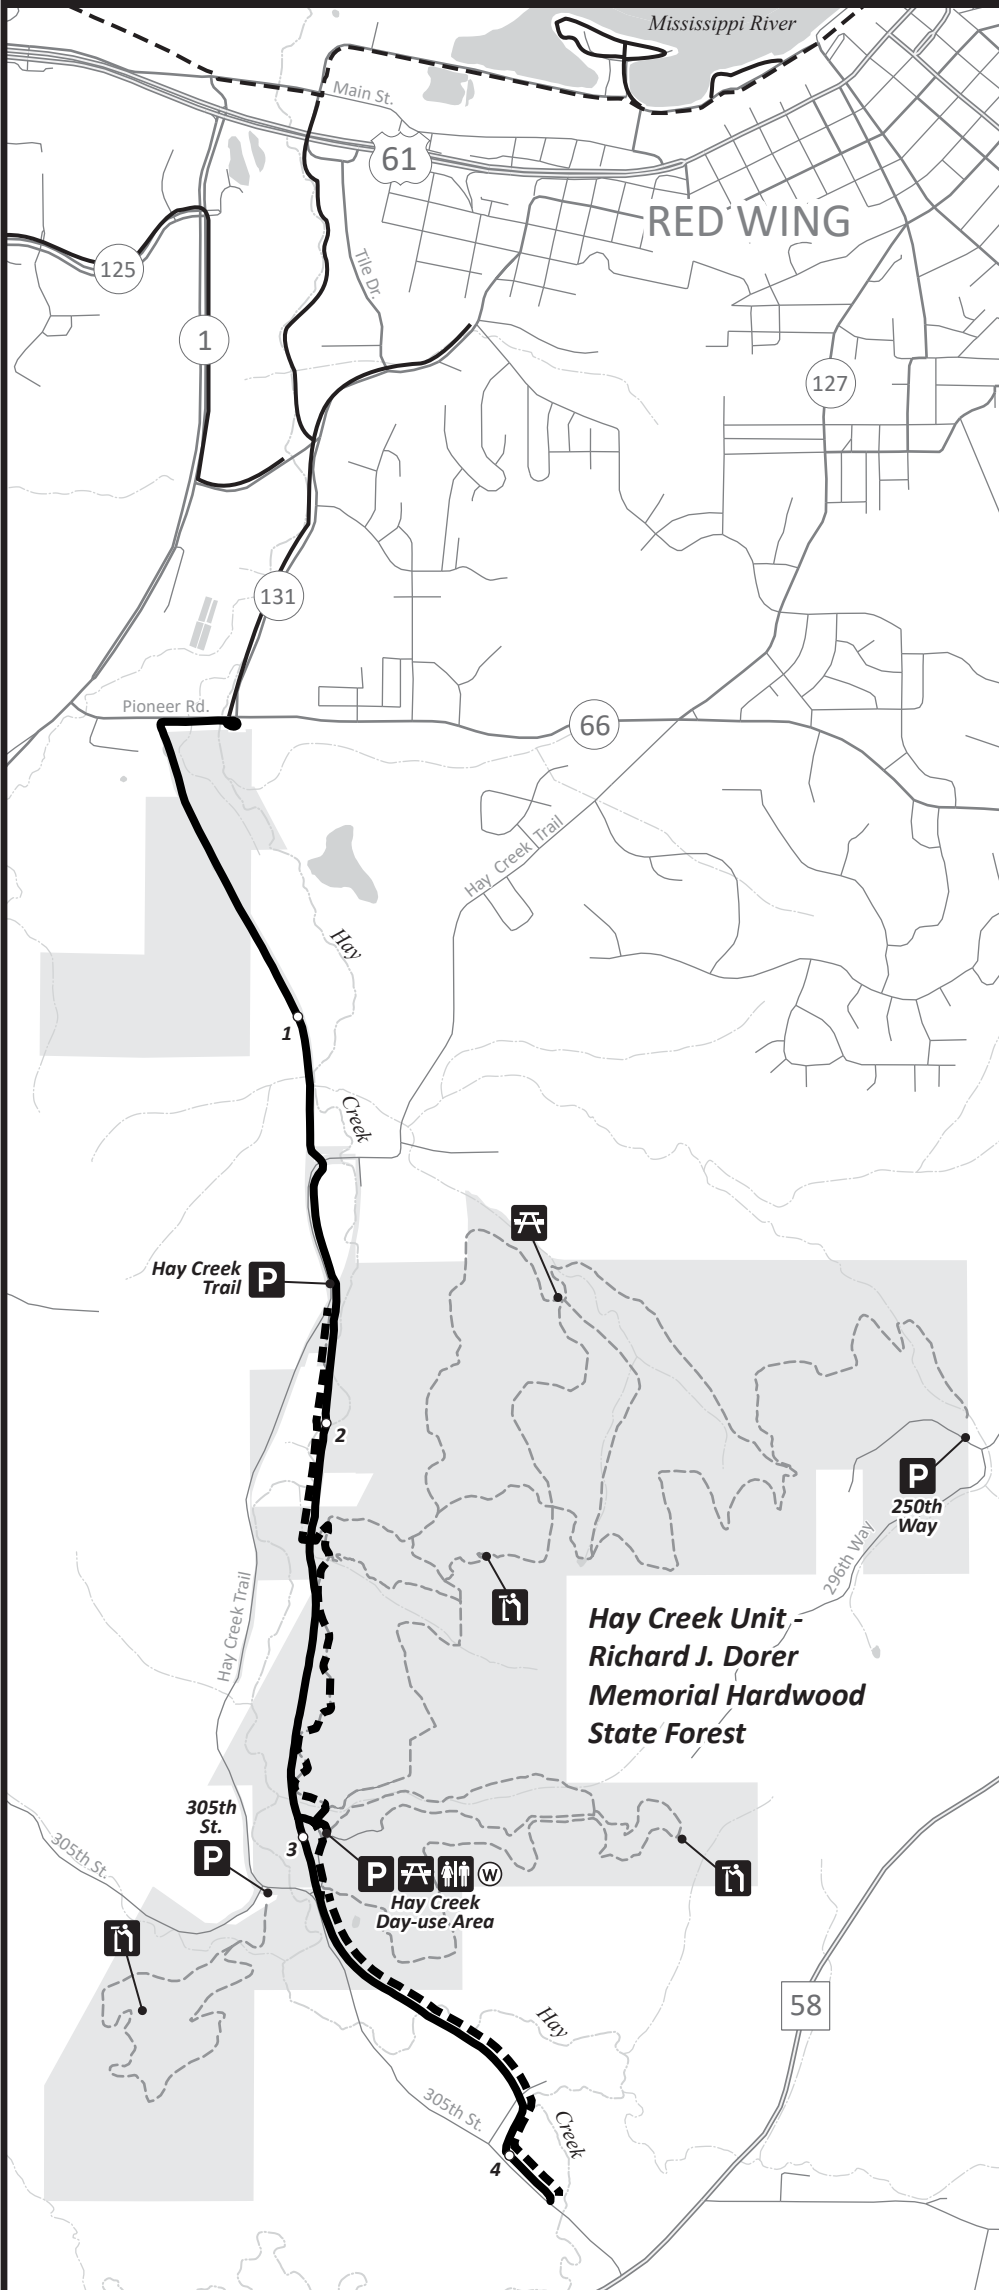 Mississippi River
Main St.
61
RED WING
125
Tile Dr.
1
127
131
Pioneer Rd.
66
Hay Creek Trail
Hay
1
Creek
Hay Creek
Trail
P
2
P
250th
Way
296th Way
Hay Creek Trail
Hay Creek Unit -
Richard J. Dorer
Memorial Hardwood
State Forest
305th
St.
P
305th St.
3
P
W
Hay Creek
Day-use Area
58
Hay
305th St.
Creek
4